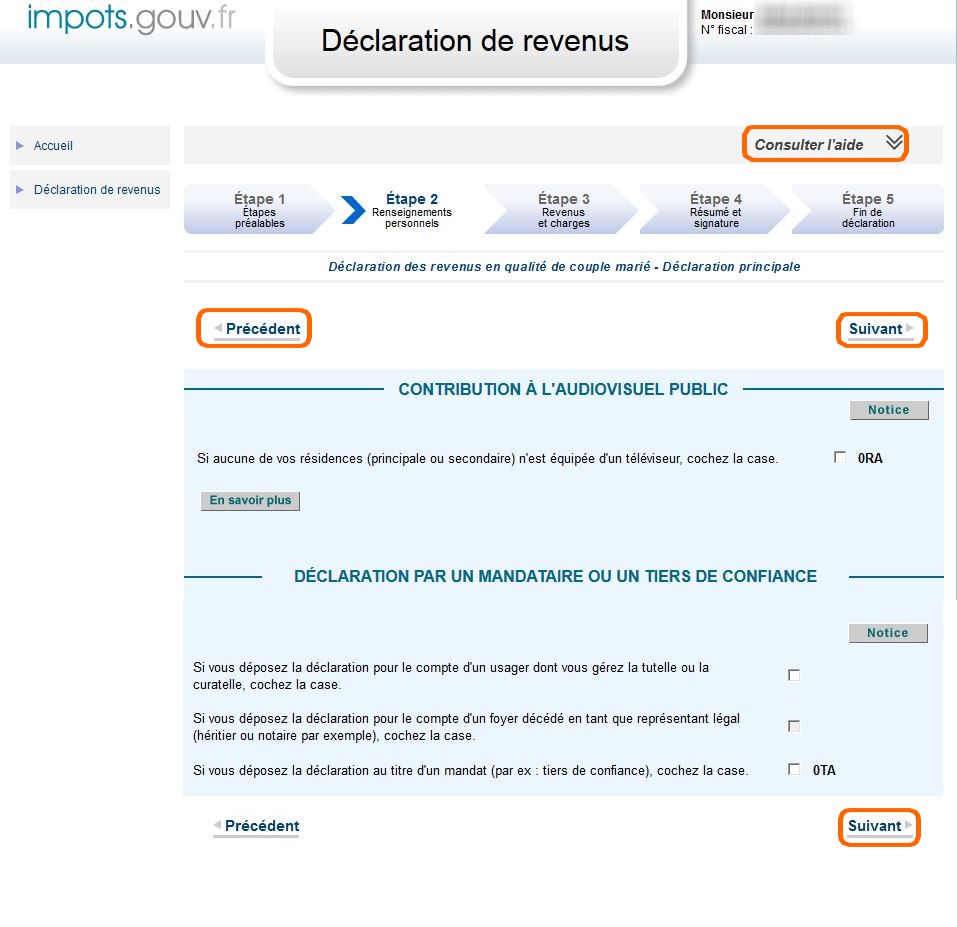 impots.gouv.fr
Déclaration de revenus
Monsieur
N° fiscal :
Accueil
Déclaration de revenus
Consulter l'aide
Étape 1
Étapes
préalables
Étape 2
Renseignements
personnels
Étape 3
Revenus
et charges
Étape 4
Résumé et
signature
Étape 5
Fin de
déclaration
Déclaration des revenus en qualité de couple marié - Déclaration principale
Précédent
Suivant
CONTRIBUTION À L'AUDIOVISUEL PUBLIC
Notice
Si aucune de vos résidences (principale ou secondaire) n'est équipée d'un téléviseur, cochez la case.
0RA
En savoir plus
DÉCLARATION PAR UN MANDATAIRE OU UN TIERS DE CONFIANCE
Notice
Si vous déposez la déclaration pour le compte d'un usager dont vous gérez la tutelle ou la
curatelle, cochez la case.
Si vous déposez la déclaration pour le compte d'un foyer décédé en tant que représentant légal
(héritier ou notaire par exemple), cochez la case.
Si vous déposez la déclaration au titre d'un mandat (par ex : tiers de confiance), cochez la case.
0TA
Précédent
Suivant